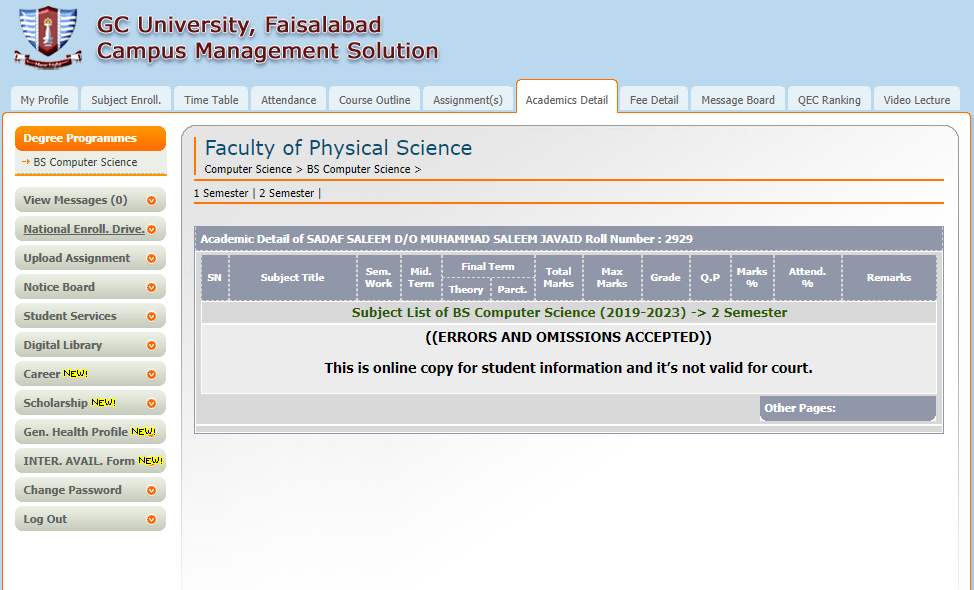 GC University, Faisalabad
Campus Management Solution
My Profile
Subject Enroll.
Time Table
Attendance
Course Outline
Assignment(s)
Academics Detail
Fee Detail
Message Board
QEC Ranking
Video Lecture
Degree Programmes
BS Computer Science
View Messages (0)
National Enroll. Drive.
Upload Assignment
Notice Board
Student Services
Digital Library
Career NEW!
Scholarship NEW!
Gen. Health Profile NEW!
INTER. AVAIL. Form NEW!
Change Password
Log Out
Faculty of Physical Science
Computer Science > BS Computer Science >
1 Semester | 2 Semester |
Academic Detail of SADAF SALEEM D/O MUHAMMAD SALEEM JAVAID Roll Number : 2929
SN
Subject Title
Sem. Work
Mid. Term
Final Term
Theory
Parct.
Total Marks
Max Marks
Grade
Q.P
Marks %
Attend. %
Remarks
Subject List of BS Computer Science (2019-2023) -> 2 Semester
((ERRORS AND OMISSIONS ACCEPTED))
This is online copy for student information and it's not valid for court.
Other Pages: